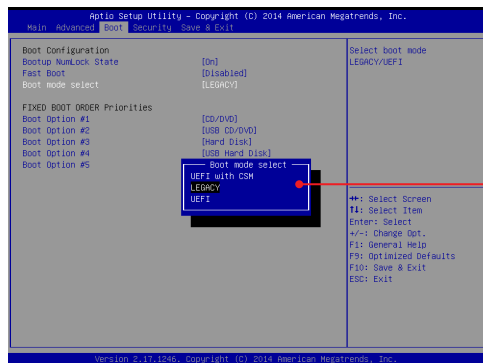 Aptio Setup Utility – Copyright (C) 2014 American Megatrends, Inc.
Main Advanced Boot Security Save & Exit
Boot Configuration
Bootup NumLock State [On]
Fast Boot [Disabled]
Boot mode select [LEGACY]
FIXED BOOT ORDER Priorities
Boot Option #1 [CD/DVD]
Boot Option #2 [USB CD/DVD]
Boot Option #3 [Hard Disk]
Boot Option #4 [USB Hard Disk]
Boot Option #5
Boot mode select
UEFI with CSM
LEGACY
UEFI
Select boot mode
LEGACY/UEFI
→←: Select Screen
↑↓: Select Item
Enter: Select
+/-: Change Opt.
F1: General Help
F9: Optimized Defaults
F10: Save & Exit
ESC: Exit
Version 2.17.1246. Copyright (C) 2014 American Megatrends, Inc.